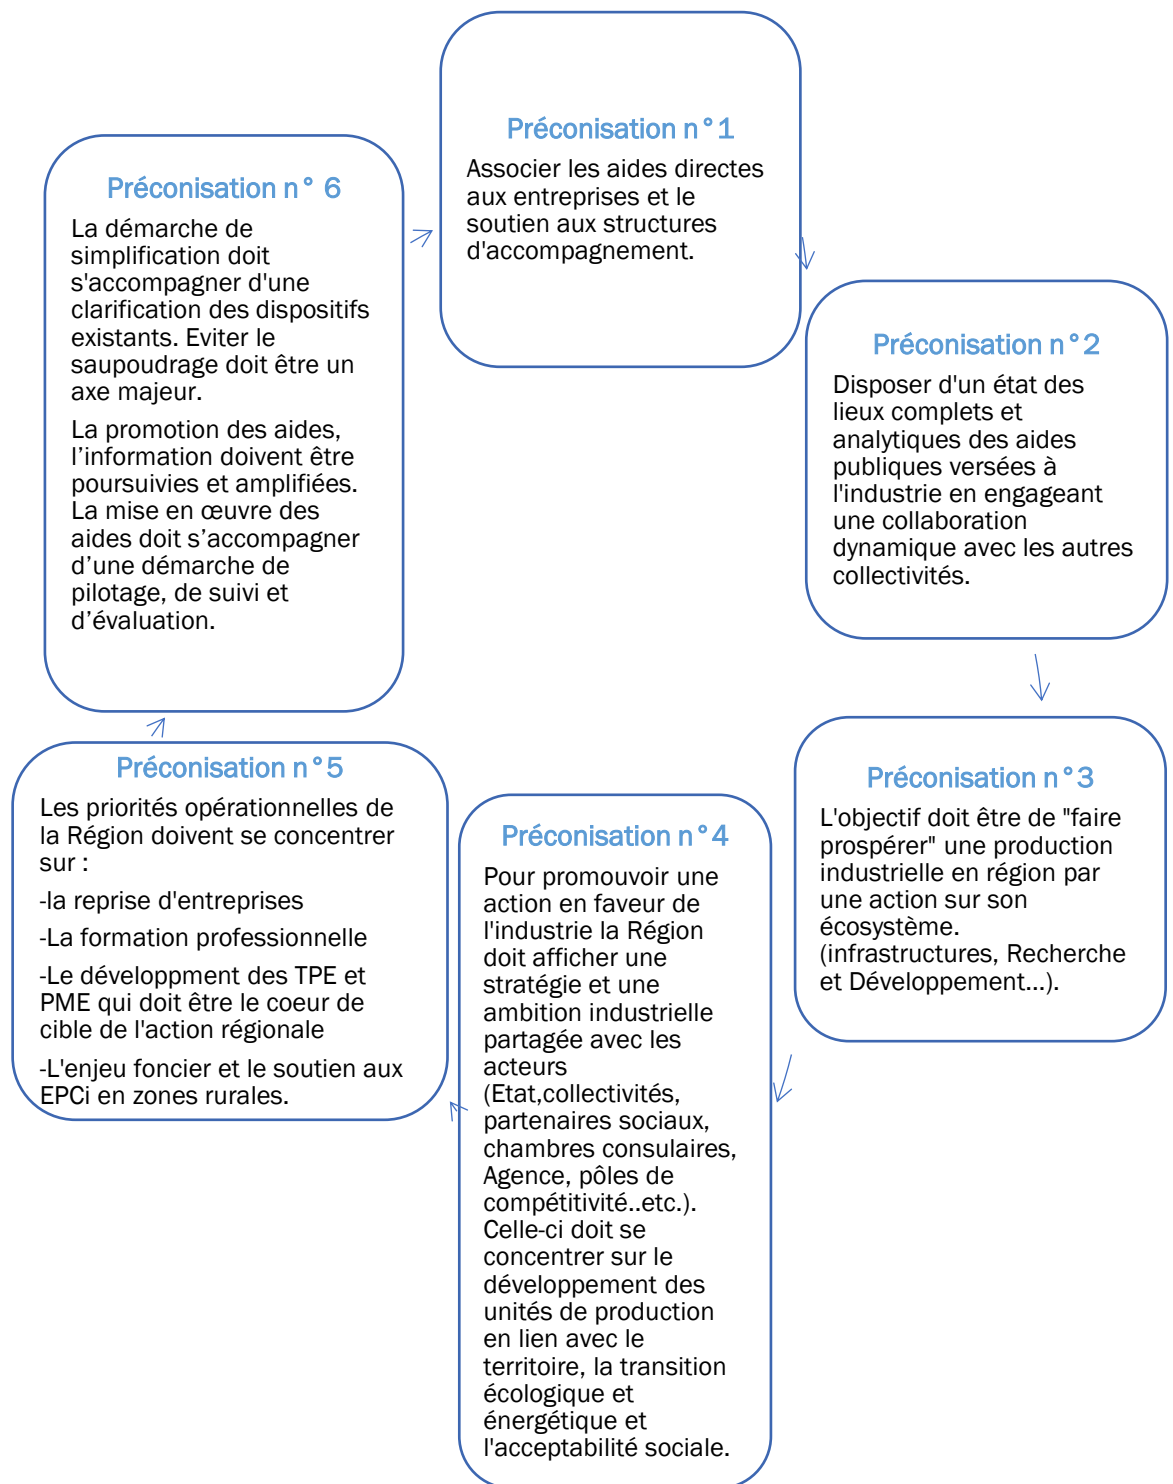 Préconisation n°1
Associer les aides directes
aux entreprises et le
soutien aux structures
d'accompagnement.
Préconisation n°2
Disposer d'un état des
lieux complets et
analytiques des aides
publiques versées à
l'industrie en engageant
une collaboration
dynamique avec les autres
collectivités.
Préconisation n°3
L'objectif doit être de "faire
prospérer" une production
industrielle en région par
une action sur son
écosystème.
(infrastructures, Recherche
et Développement...).
Préconisation n°4
Pour promouvoir une
action en faveur de
l'industrie la Région
doit afficher une
stratégie et une
ambition industrielle
partagée avec les
acteurs
(Etat,collectivités,
partenaires sociaux,
chambres consulaires,
Agence, pôles de
compétitivité..etc.).
Celle-ci doit se
concentrer sur le
développement des
unités de production
en lien avec le
territoire, la transition
écologique et
énergétique et
l'acceptabilité sociale.
Préconisation n°5
Les priorités opérationnelles de
la Région doivent se concentrer
sur :
-la reprise d'entreprises
-La formation professionnelle
-Le développment des TPE et
PME qui doit être le coeur de
cible de l'action régionale
-L'enjeu foncier et le soutien aux
EPCi en zones rurales.
Préconisation n° 6
La démarche de
simplification doit
s'accompagner d'une
clarification des dispositifs
existants. Eviter le
saupoudrage doit être un
axe majeur.
La promotion des aides,
l’information doivent être
poursuivies et amplifiées.
La mise en œuvre des
aides doit s’accompagner
d’une démarche de
pilotage, de suivi et
d’évaluation.